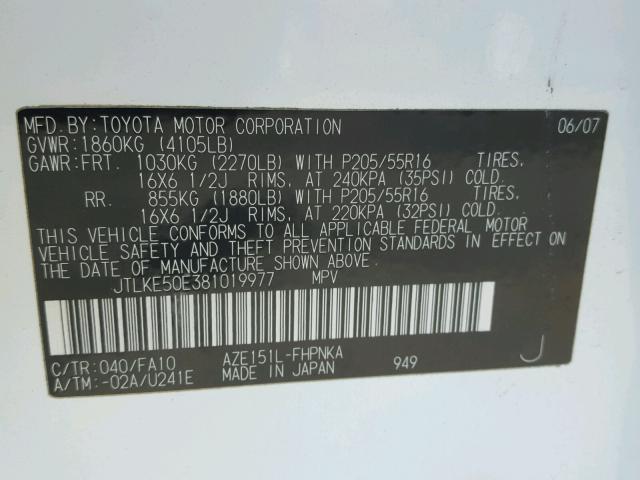 MFD.BY:TOYOTA MOTOR CORPORATION 06/07
GVWR:1860KG (4105LB)
GAWR:FRT. 1030KG (2270LB) WITH P205/55R16 TIRES,
16X6 1/2J RIMS, AT 240KPA (35PSI) COLD.
RR. 855KG (1880LB) WITH P205/55R16 TIRES,
16X6 1/2J RIMS, AT 220KPA (32PSI) COLD.
THIS VEHICLE CONFORMS TO ALL APPLICABLE FEDERAL MOTOR
VEHICLE SAFETY AND THEFT PREVENTION STANDARDS IN EFFECT ON
THE DATE OF MANUFACTURE SHOWN ABOVE.
JTLKE50E381019977 MPV
C/TR:040/FA10 AZE151L-FHPNKA J
A/TM:-02A/U241E MADE IN JAPAN 949